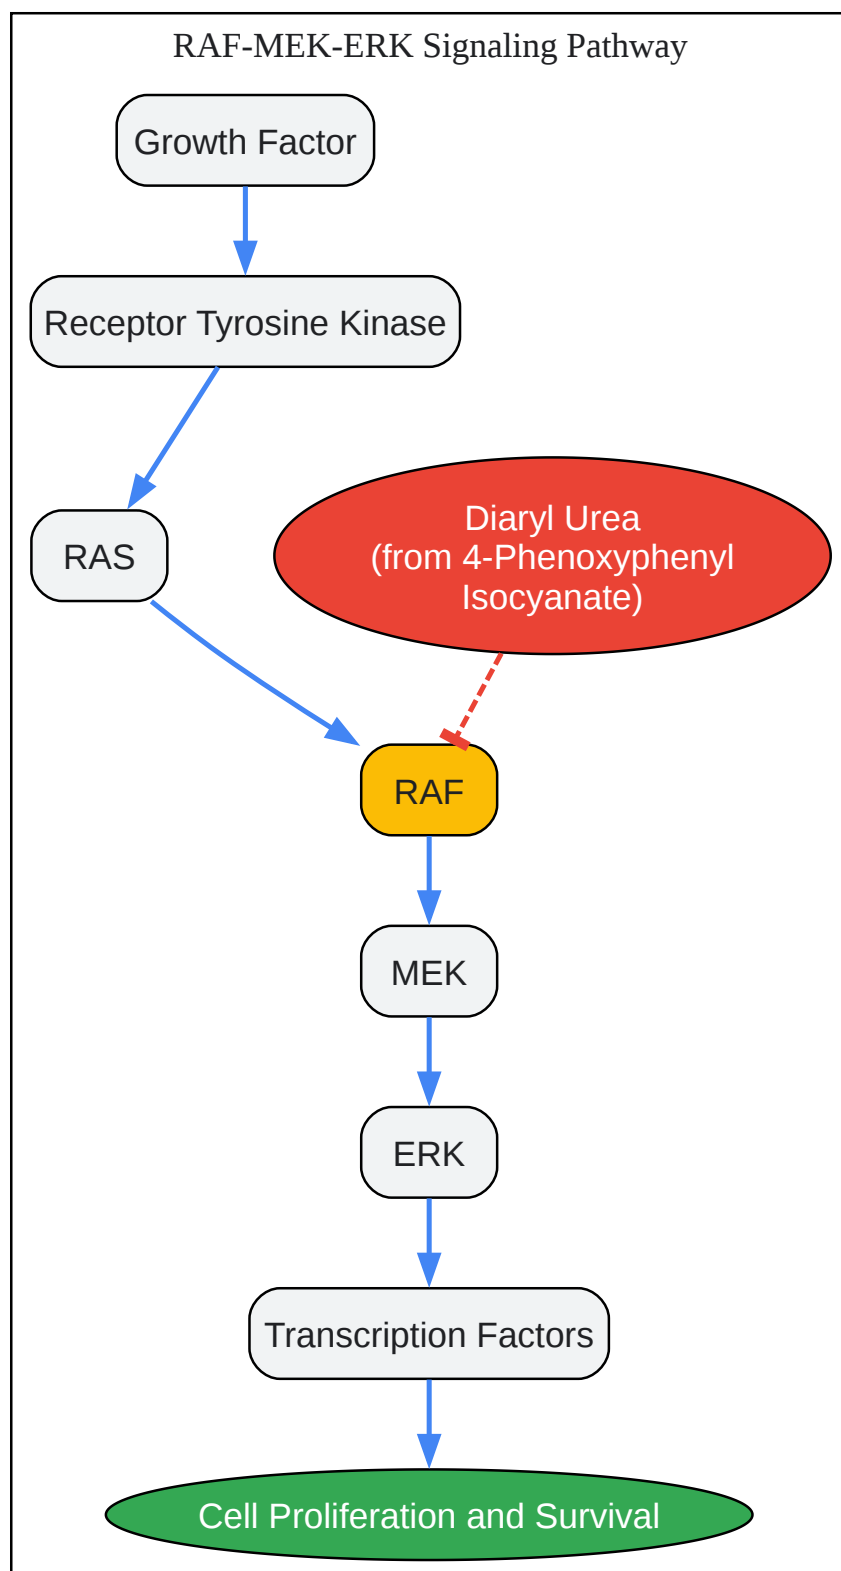 RAF-MEK-ERK Signaling Pathway
Growth Factor
Receptor Tyrosine Kinase
RAS
Diaryl Urea
(from 4-Phenoxyphenyl
Isocyanate)
RAF
MEK
ERK
Transcription Factors
Cell Proliferation and Survival